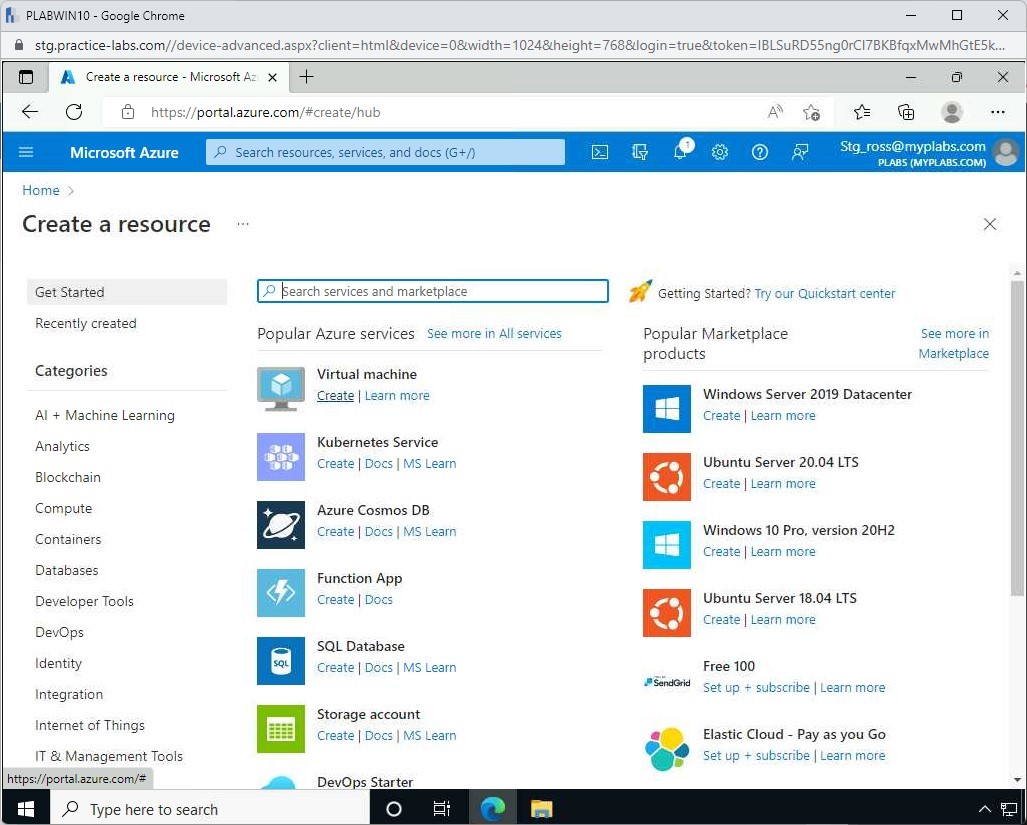 PLABWIN10 - Google Chrome
stg.practice-labs.com//device-advanced.aspx?client=html&device=0&width=1024&height=768&login=true&token=IBLSuRD55ng0rCl7BKBfqxMwMhGtE5k...
Create a resource - Microsoft Az
https://portal.azure.com/#create/hub
Microsoft Azure
Search resources, services, and docs (G+/)
1
Stg_ross@myplabs.com
PLABS (MYPLABS.COM)
Home >
Create a resource ...
Get Started
Recently created
Categories
AI + Machine Learning
Analytics
Blockchain
Compute
Containers
Databases
Developer Tools
DevOps
Identity
Integration
Internet of Things
IT & Management Tools
Search services and marketplace
Getting Started? Try our Quickstart center
Popular Azure services See more in All services
Virtual machine
Create | Learn more
Kubernetes Service
Create | Docs | MS Learn
Azure Cosmos DB
Create | Docs | MS Learn
Function App
Create | Docs
SQL
SQL Database
Create | Docs | MS Learn
Storage account
Create | Docs | MS Learn
DevOps Starter
Popular Marketplace
products
See more in
Marketplace
Windows Server 2019 Datacenter
Create | Learn more
Ubuntu Server 20.04 LTS
Create | Learn more
Windows 10 Pro, version 20H2
Create | Learn more
Ubuntu Server 18.04 LTS
Create | Learn more
SendGrid
Free 100
Set up + subscribe | Learn more
Elastic Cloud - Pay as you Go
Set up + subscribe | Learn more
https://portal.azure.com/#
Type here to search